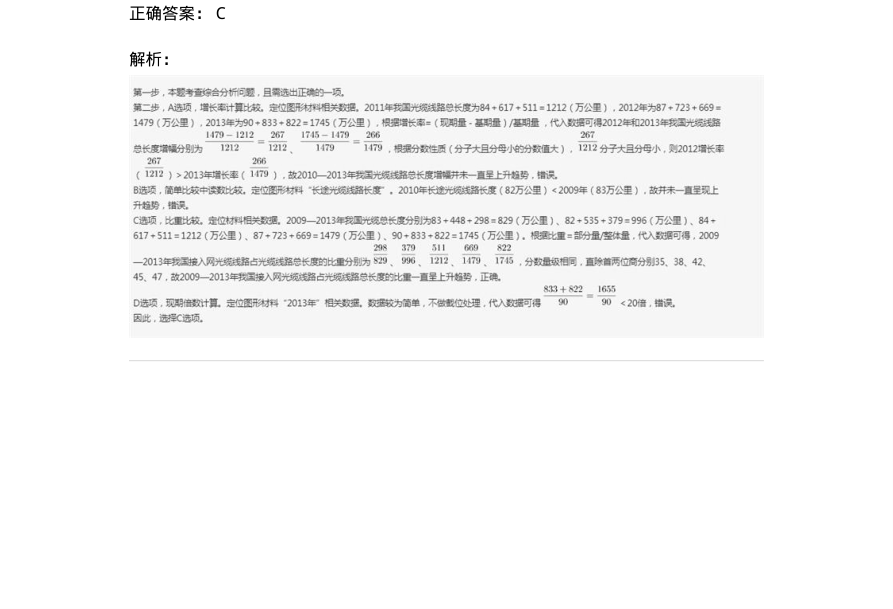 正确答案： C
解析：
第一步，本题考查综合分析问题，且需选出正确的一项。
第二步，A选项，增长率计算比较。定位图形材料相关数据。2011年我国光缆线路总长度为84＋617＋511＝1212（万公里），2012年为87＋723＋669＝
1479（万公里），2013年为90＋833＋822＝1745（万公里），根据增长率=（现期量 - 基期量）/基期量，代入数据可得2012年和2013年我国光缆线路
总长度增幅分别为 (1479－1212)/1212 = 267/1212、(1745－1479)/1479 = 266/1479，根据分数性质（分子大且分母小的分数值大），267/1212 分子大且分母小，则2012增长率
（267/1212）＞2013年增长率（266/1479），故2010—2013年我国光缆线路总长度增幅并未一直呈上升趋势，错误。
B选项，简单比较中读数比较。定位图形材料“长途光缆线路长度”。2010年长途光缆线路长度（82万公里）＜2009年（83万公里），故并未一直呈现上
升趋势，错误。
C选项，比重比较。定位材料相关数据。2009—2013年我国光缆总长度分别为83＋448＋298＝829（万公里）、82＋535＋379＝996（万公里）、84＋
617＋511＝1212（万公里）、87＋723＋669＝1479（万公里）、90＋833＋822＝1745（万公里）。根据比重＝部分量/整体量，代入数据可得，2009
—2013年我国接入网光缆线路占光缆线路总长度的比重分别为 298/829、379/996、511/1212、669/1479、822/1745，分数量级相同，直除首两位商分别35、38、42、
45、47，故2009—2013年我国接入网光缆线路占光缆线路总长度的比重一直呈上升趋势，正确。
D选项，现期倍数计算。定位图形材料“2013年”相关数据。数据较为简单，不做截位处理，代入数据可得 (833＋822)/90 = 1655/90 ＜20倍，错误。
因此，选择C选项。